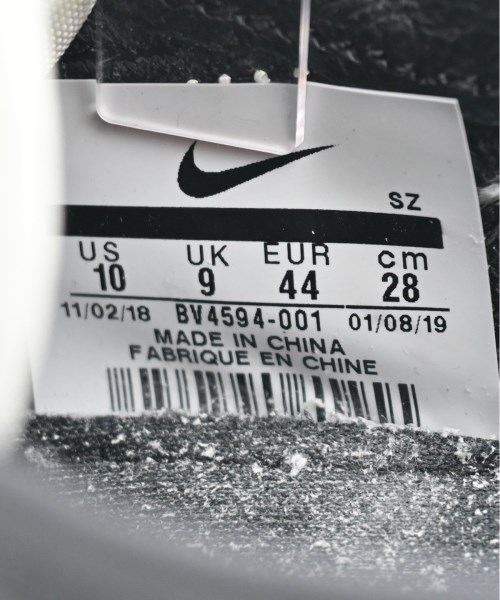 SZ
US UK EUR cm
10 9 44 28
11/02/18 BV4594-001 01/08/19
MADE IN CHINA
FABRIQUE EN CHINE